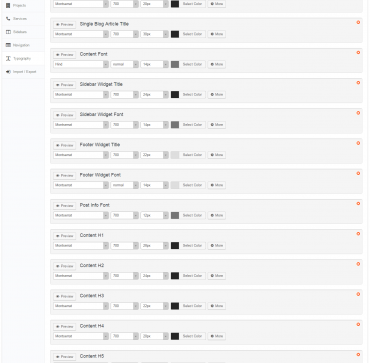 Projects
Montserrat 700 26px Select Color More
Services
Preview Single Blog Article Title
Sidebars
Montserrat 700 30px Select Color More
Navigation
Preview Content Font
Typography
Hind normal 16px Select Color More
Import / Export
Preview Sidebar Widget Title
Montserrat 700 24px Select Color More
Preview Sidebar Widget Font
Montserrat 700 14px Select Color More
Preview Footer Widget Title
Montserrat 700 22px Select Color More
Preview Footer Widget Font
Montserrat normal 14px Select Color More
Preview Post Info Font
Montserrat 700 12px Select Color More
Preview Content H1
Montserrat 700 Select Color More
Preview Content H2
Montserrat 700 24px Select Color More
Preview Content H3
Montserrat 700 22px Select Color More
Preview Content H4
Montserrat 700 20px Select Color More
Preview Content H5